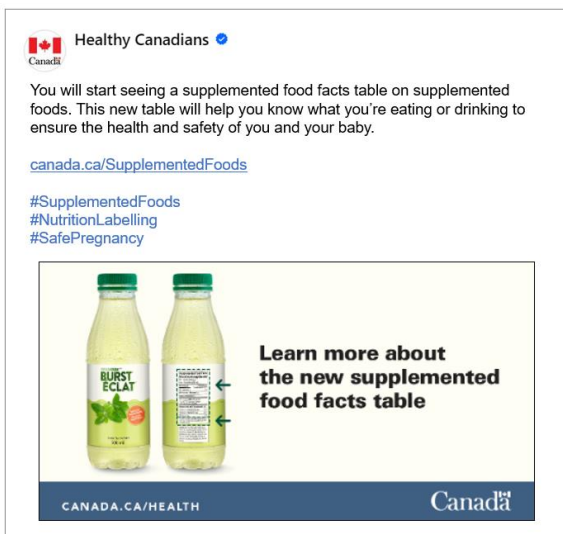 Healthy Canadians
Canada
You will start seeing a supplemented food facts table on supplemented
foods. This new table will help you know what you’re eating or drinking to
ensure the health and safety of you and your baby.
canada.ca/SupplementedFoods
#SupplementedFoods
#NutritionLabelling
#SafePregnancy
BURST
ECLAT
Learn more about
the new supplemented
food facts table
CANADA.CA/HEALTH
Canada